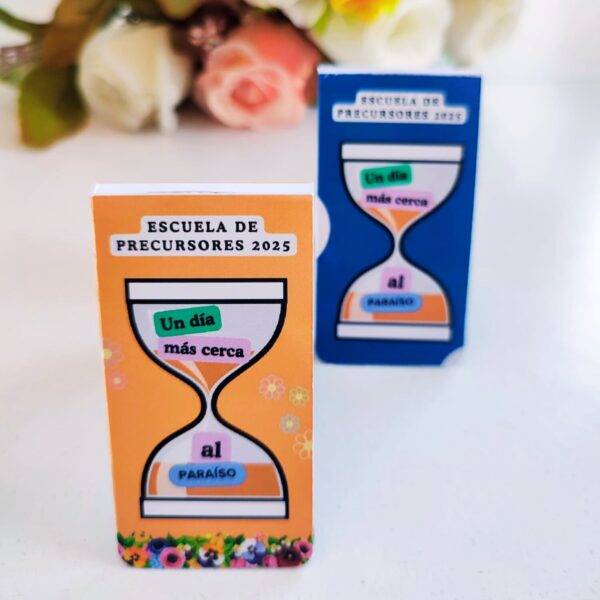 ESCUELA DE
PRECURSORES 2025
Un día
más cerca
al
PARAÍSO
ESCUELA DE
PRECURSORES 2025
Un día
más cerca
al
PARAÍSO